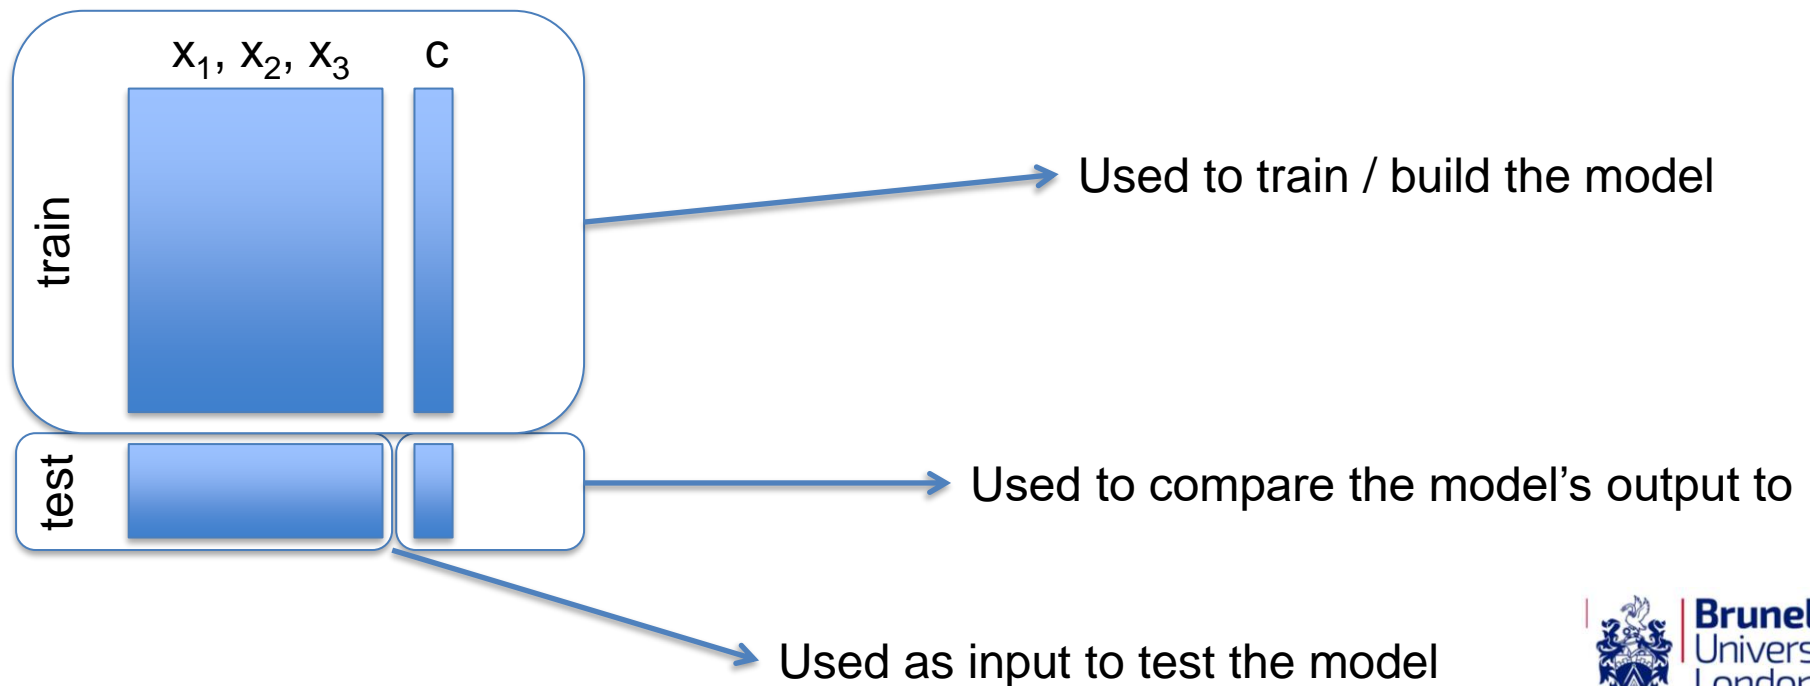 x₁, x₂, x₃ c
train
Used to train / build the model
test
Used to compare the model’s output to
Used as input to test the model
Brunel
Univers
London